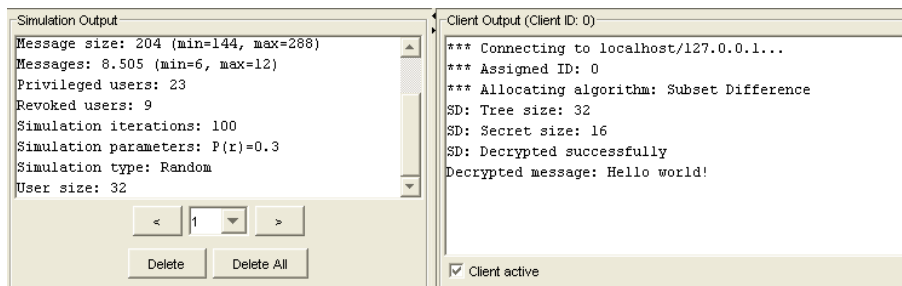 Simulation Output
Message size: 204 (min=144, max=288)
Messages: 8.505 (min=6, max=12)
Privileged users: 23
Revoked users: 9
Simulation iterations: 100
Simulation parameters: P(r)=0.3
Simulation type: Random
User size: 32
< 1 >
Delete Delete All
Client Output (Client ID: 0)
*** Connecting to localhost/127.0.0.1...
*** Assigned ID: 0
*** Allocating algorithm: Subset Difference
SD: Tree size: 32
SD: Secret size: 16
SD: Decrypted successfully
Decrypted message: Hello world!
Client active